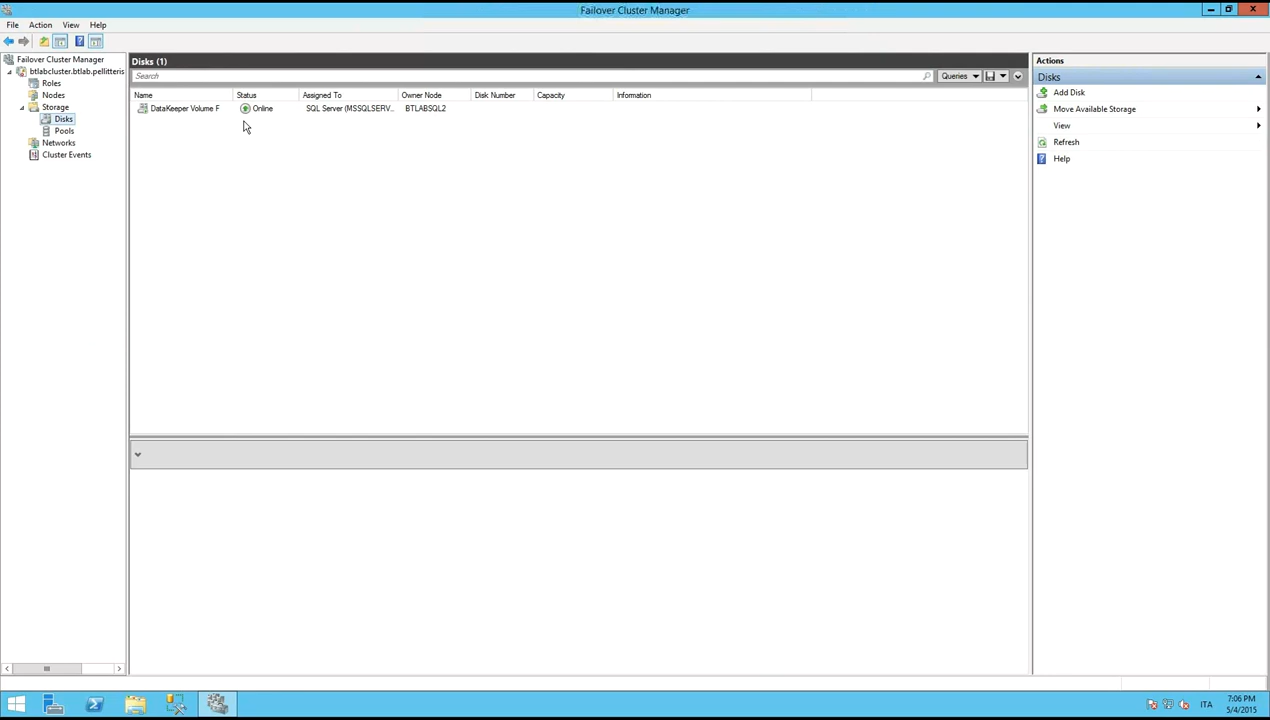 Failover Cluster Manager
File Action View Help
Failover Cluster Manager
btlabcluster.btlab.pellitteris
Roles
Nodes
Storage
Disks
Pools
Networks
Cluster Events
Disks (1)
Search
Queries
Name Status Assigned To Owner Node Disk Number Capacity Information
DataKeeper Volume F Online SQL Server (MSSQLSERV... BTLABSQL2
Actions
Disks
Add Disk
Move Available Storage
View
Refresh
Help
ITA
7:06 PM
5/4/2015